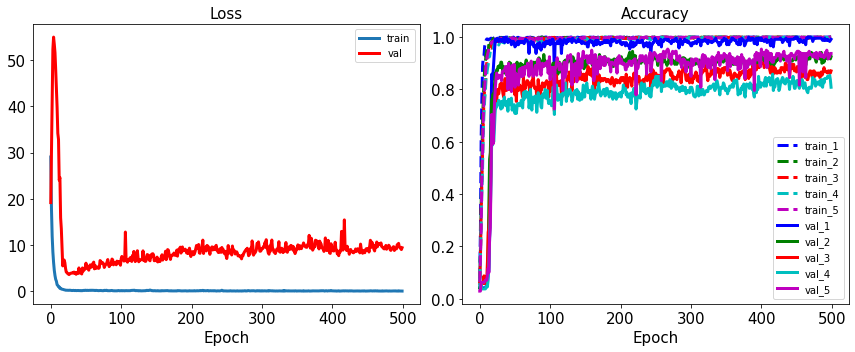 Loss
50
40
30
20
10
0
0 100 200 300 400 500
Epoch
train
val
Accuracy
1.0
0.8
0.6
0.4
0.2
0.0
0 100 200 300 400 500
Epoch
train_1
train_2
train_3
train_4
train_5
val_1
val_2
val_3
val_4
val_5